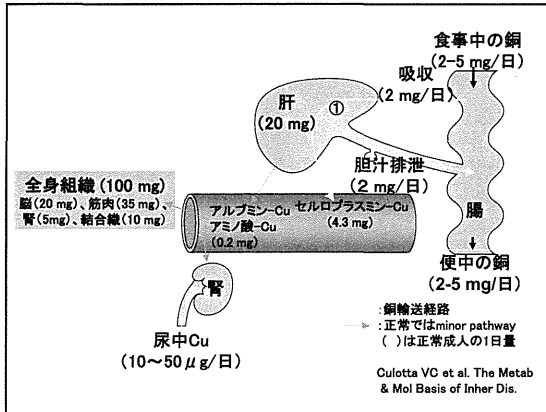 食事中の銅
(2-5 mg/日)
吸収
(2 mg/日)
肝
(20 mg)
①
胆汁排泄
(2 mg/日)
全身組織 (100 mg)
脳(20 mg)、筋肉(35 mg)、
腎(5mg)、結合織(10 mg)
アルブミン-Cu
アミノ酸-Cu
(0.2 mg)
セルロプラスミン-Cu
(4.3 mg)
腸
便中の銅
(2-5 mg/日)
腎
尿中Cu
(10～50μg/日)
:銅輸送経路
:正常ではminor pathway
( )は正常成人の1日量
Culotta VC et al. The Metab
& Mol Basis of Inher Dis.